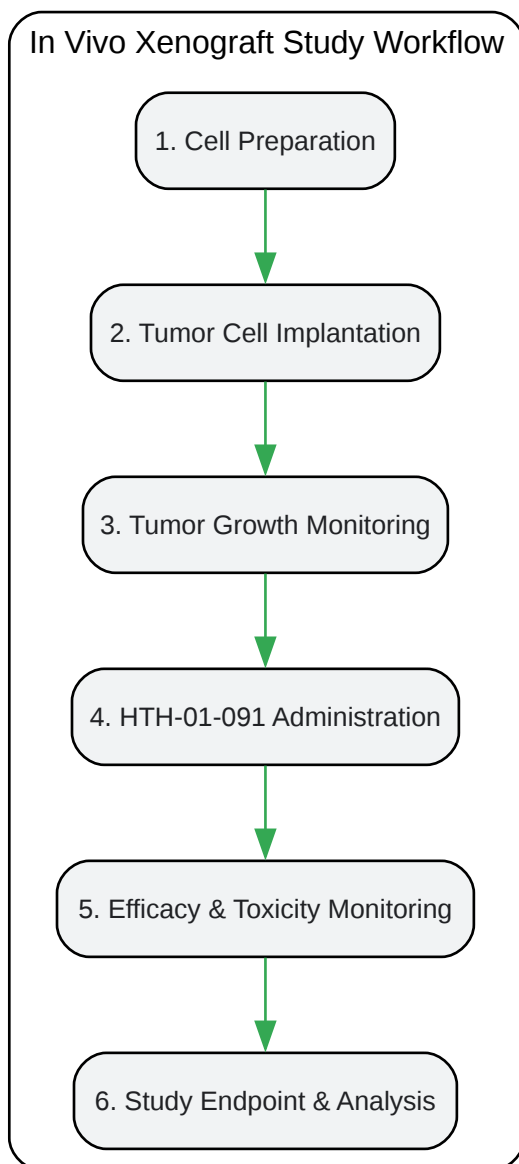 In Vivo Xenograft Study Workflow
1. Cell Preparation
2. Tumor Cell Implantation
3. Tumor Growth Monitoring
4. HTH-01-091 Administration
5. Efficacy & Toxicity Monitoring
6. Study Endpoint & Analysis